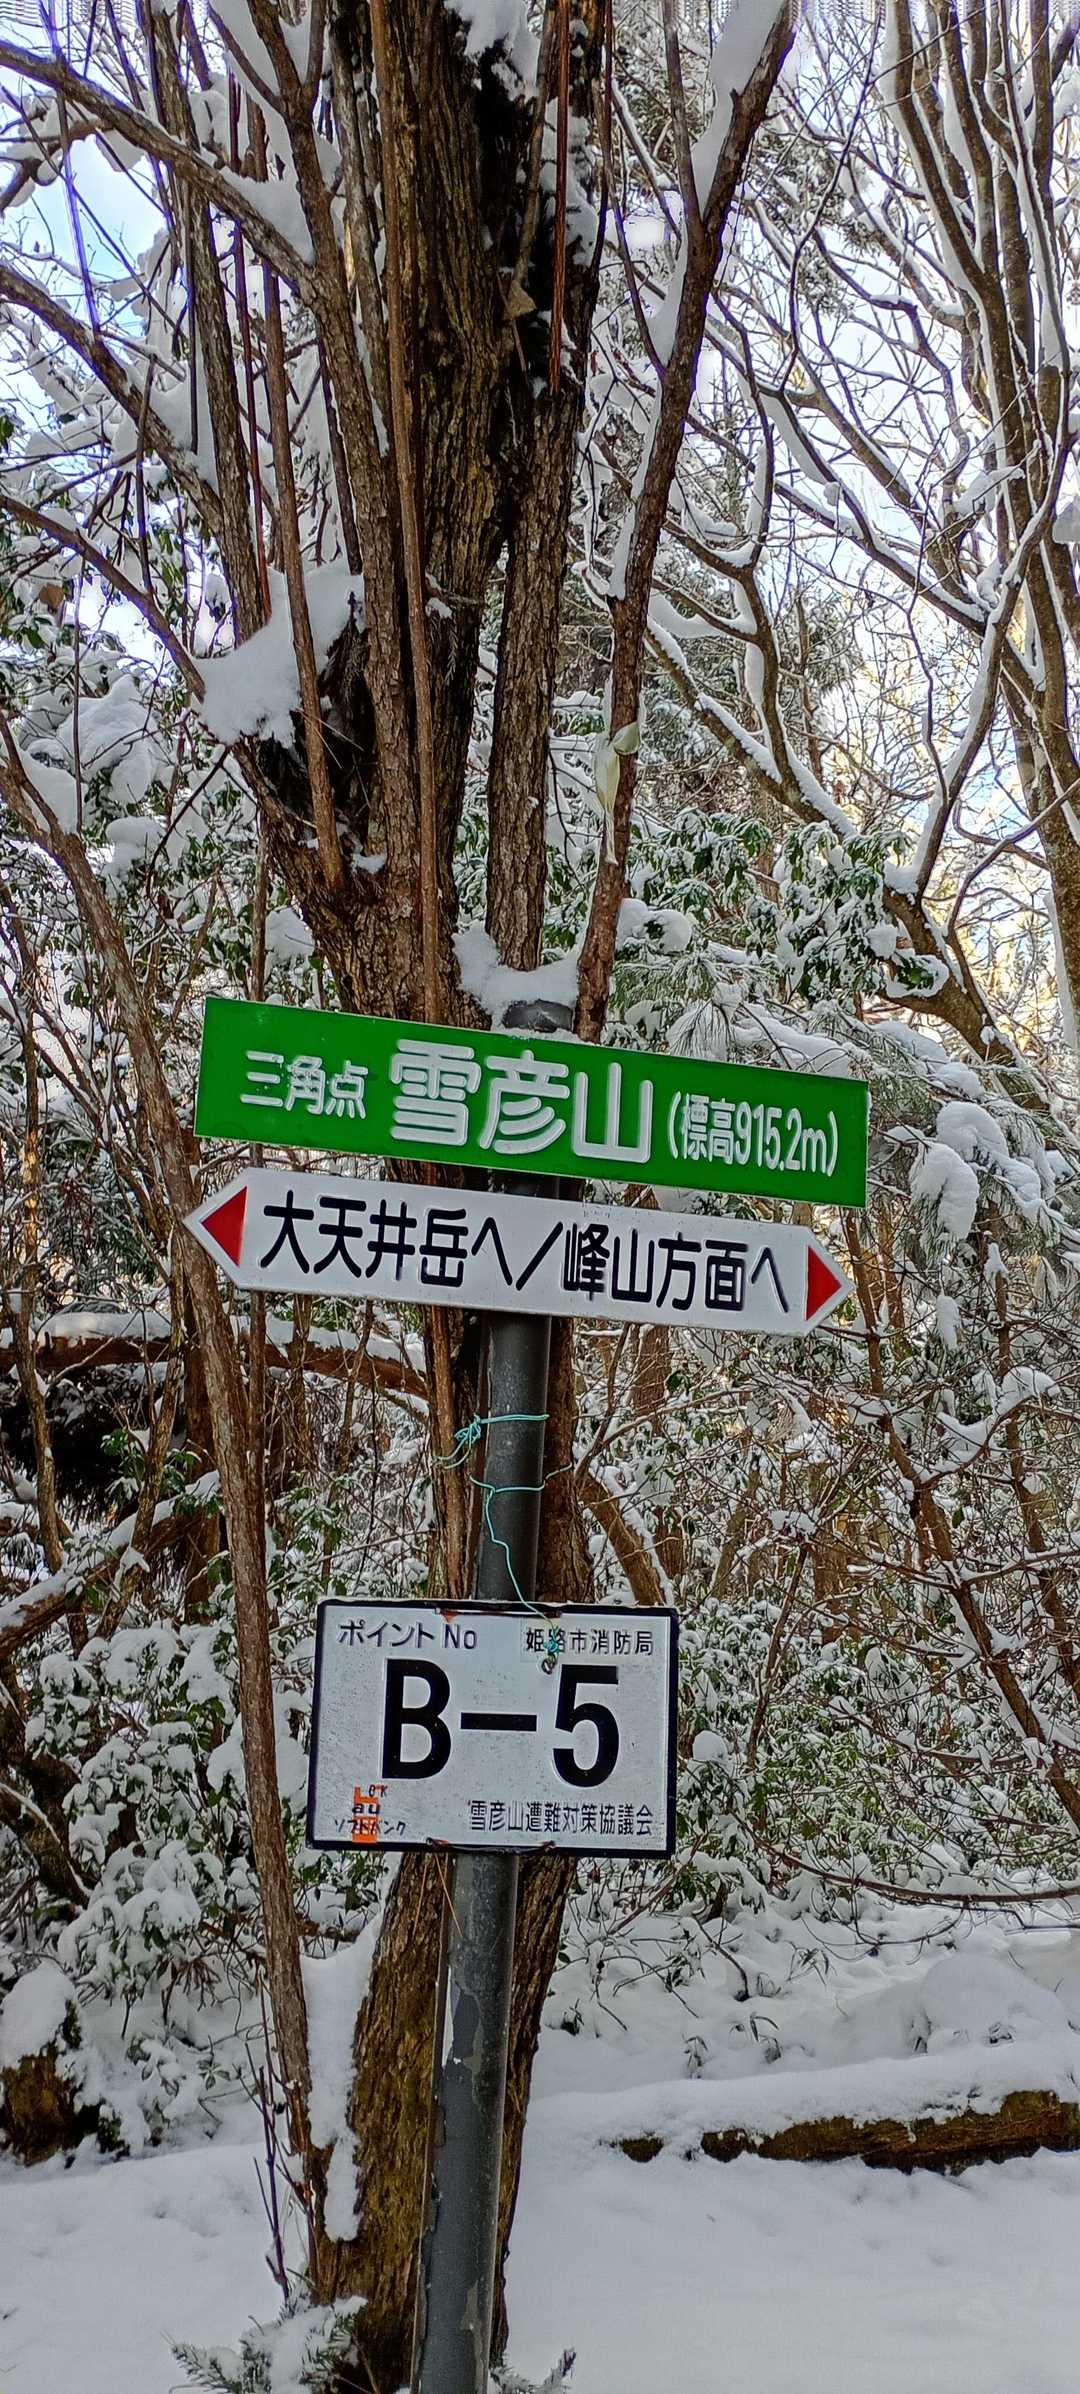 三角点 雪彦山 (標高915.2m)
大天井岳へ/峰山方面へ
ポイントNo 姫路市消防局
B-5
OK
au
ソフトバンク 雪彦山遭難対策協議会